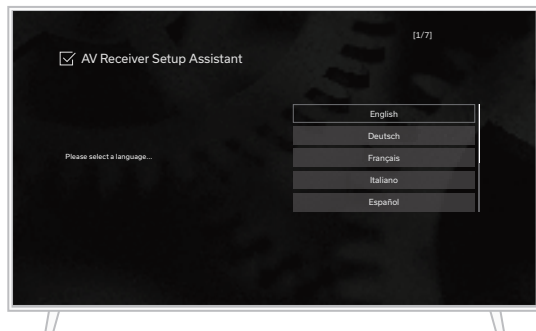 [1/7]
AV Receiver Setup Assistant
Please select a language...
English
Deutsch
Français
Italiano
Español